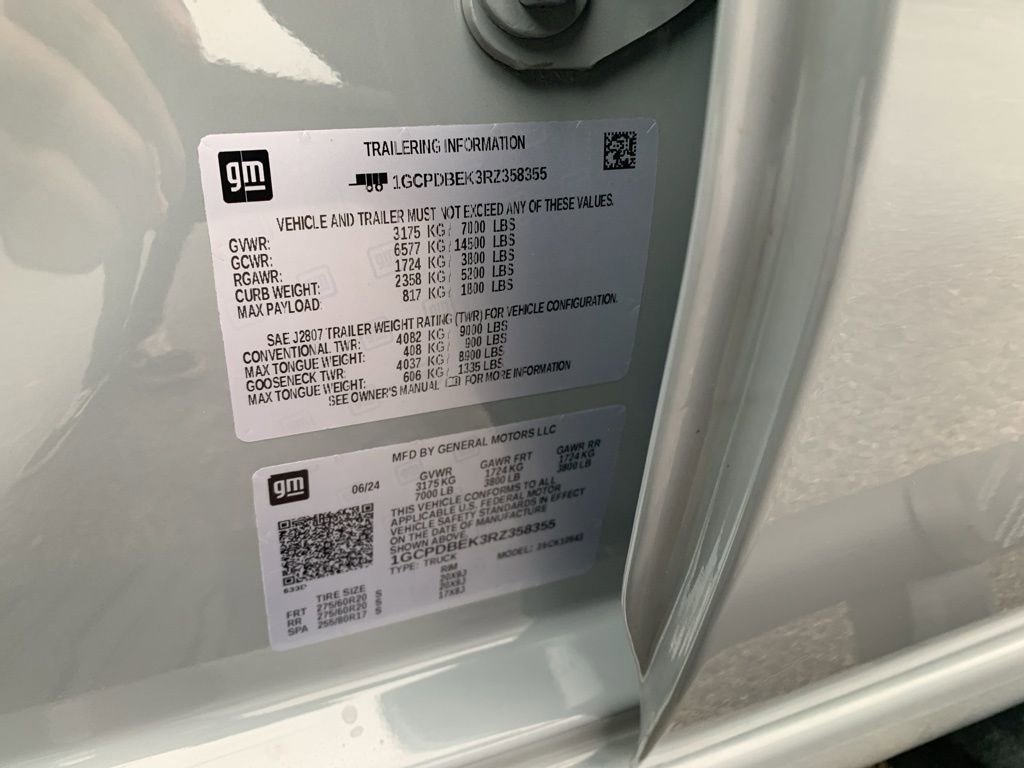 gm
TRAILERING INFORMATION
1GCPDBEK3RZ358355
VEHICLE AND TRAILER MUST NOT EXCEED ANY OF THESE VALUES.
GVWR: 3175 KG/ 7000 LBS
GCWR: 6577 KG/ 14500 LBS
RGAWR: 1724 KG/ 3800 LBS
CURB WEIGHT: 2358 KG/ 5200 LBS
MAX PAYLOAD: 817 KG/ 1800 LBS
SAE J2807 TRAILER WEIGHT RATING (TWR) FOR VEHICLE CONFIGURATION.
CONVENTIONAL TWR: 4082 KG/ 9000 LBS
MAX TONGUE WEIGHT: 408 KG/ 900 LBS
GOOSENECK TWR: 4037 KG/ 8900 LBS
MAX TONGUE WEIGHT: 606 KG/ 1335 LBS
SEE OWNER'S MANUAL FOR MORE INFORMATION
gm
MFD BY GENERAL MOTORS LLC
06/24
GVWR GAWR FRT GAWR RR
3175 KG 1724 KG 1724 KG
7000 LB 3800 LB 3800 LB
THIS VEHICLE CONFORMS TO ALL
APPLICABLE U.S. FEDERAL MOTOR
VEHICLE SAFETY STANDARDS IN EFFECT
ON THE DATE OF MANUFACTURE
SHOWN ABOVE.
1GCPDBEK3RZ358355
TYPE: TRUCK MODEL:
TIRE SIZE RIM
FRT 275/60R20 S 20X9J
RR 275/60R20 S 20X9J
SPA 255/80R17 S 17X8J